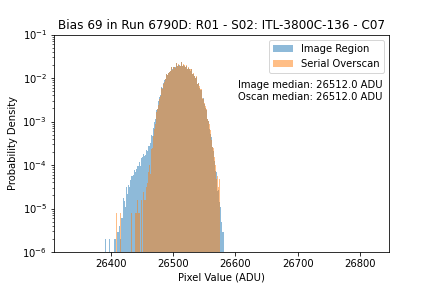 Bias 69 in Run 6790D: R01 - S02: ITL-3800C-136 - C07
Image Region
Serial Overscan
Image median: 26512.0 ADU
Oscan median: 26512.0 ADU
Probability Density
10⁻¹
10⁻²
10⁻³
10⁻⁴
10⁻⁵
10⁻⁶
26400 26500 26600 26700 26800
Pixel Value (ADU)